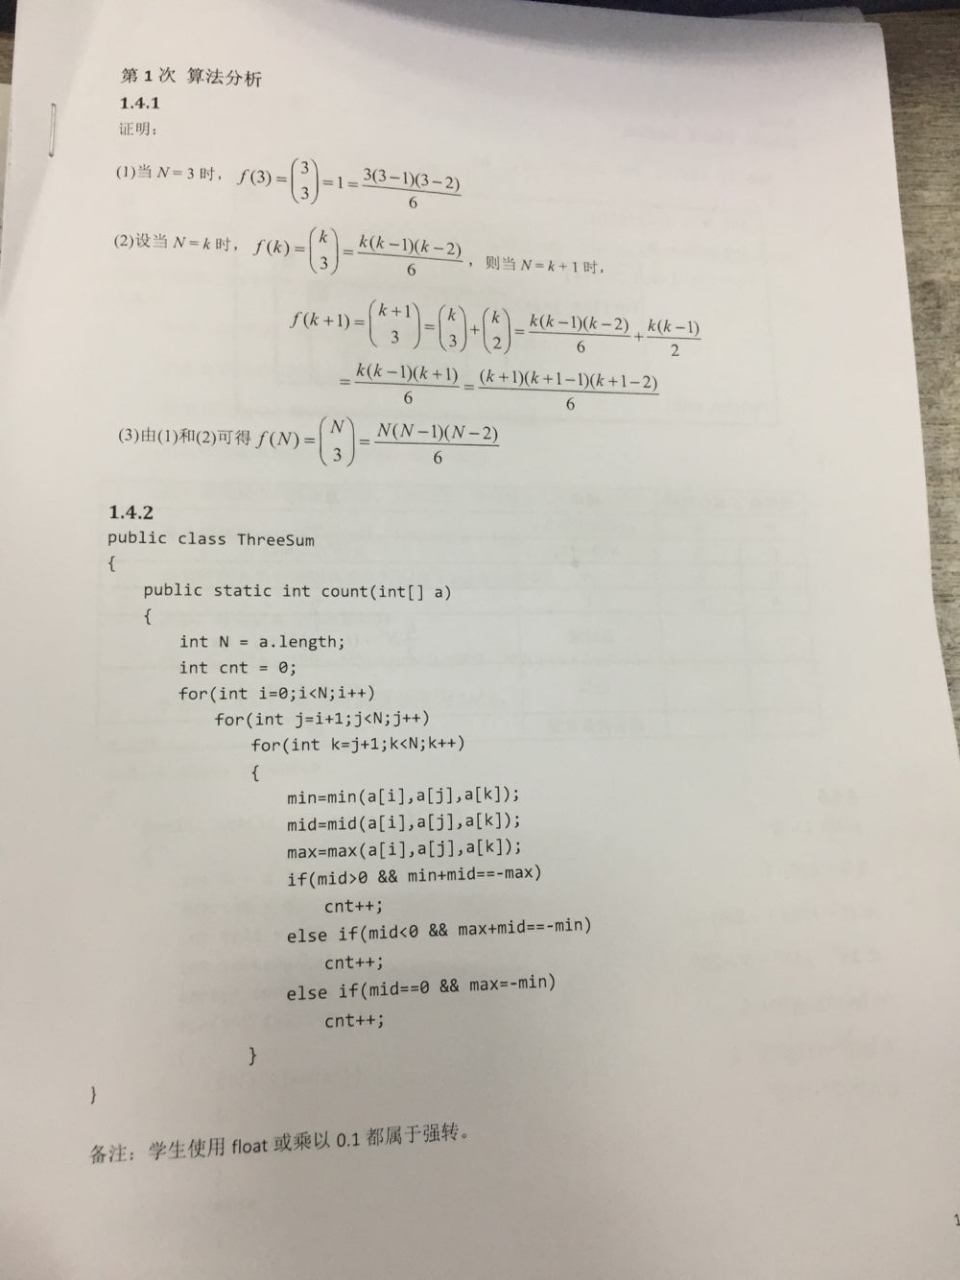 第 1 次 算法分析
1.4.1
证明：
(1)当 N = 3 时， f(3) = (3 3) = 1 = 3(3−1)(3−2) / 6
(2)设当 N = k 时， f(k) = (k 3) = k(k−1)(k−2) / 6 ，则当 N = k + 1 时，
f(k+1) = (k+1 3) = (k 3) + (k 2) = k(k−1)(k−2) / 6 + k(k−1) / 2
= k(k−1)(k+1) / 6 = (k+1)(k+1−1)(k+1−2) / 6
(3)由(1)和(2)可得 f(N) = (N 3) = N(N−1)(N−2) / 6
1.4.2
public class ThreeSum
{
public static int count(int[] a)
{
int N = a.length;
int cnt = 0;
for(int i=0;i<N;i++)
for(int j=i+1;j<N;j++)
for(int k=j+1;k<N;k++)
{
min=min(a[i],a[j],a[k]);
mid=mid(a[i],a[j],a[k]);
max=max(a[i],a[j],a[k]);
if(mid>0 && min+mid==-max)
cnt++;
else if(mid<0 && max+mid==-min)
cnt++;
else if(mid==0 && max=-min)
cnt++;
}
}
备注：学生使用 float 或乘以 0.1 都属于强转。
1